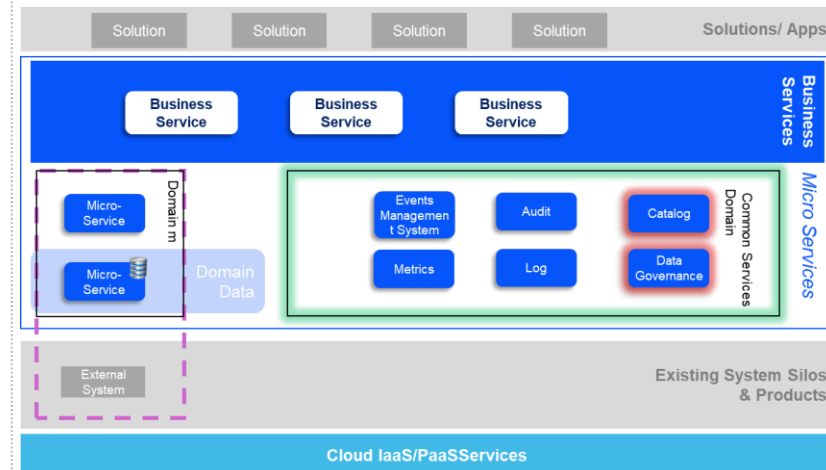 Solution
Solution
Solution
Solution
Solutions/ Apps
Business
Service
Business
Service
Business
Service
Business
Services
Micro-
Service
Domain m
Micro-
Service
Domain
Data
Events
Managemen
t System
Audit
Catalog
Metrics
Log
Data
Governance
Common Services
Domain
Micro Services
External
System
Existing System Silos
& Products
Cloud IaaS/PaaSServices